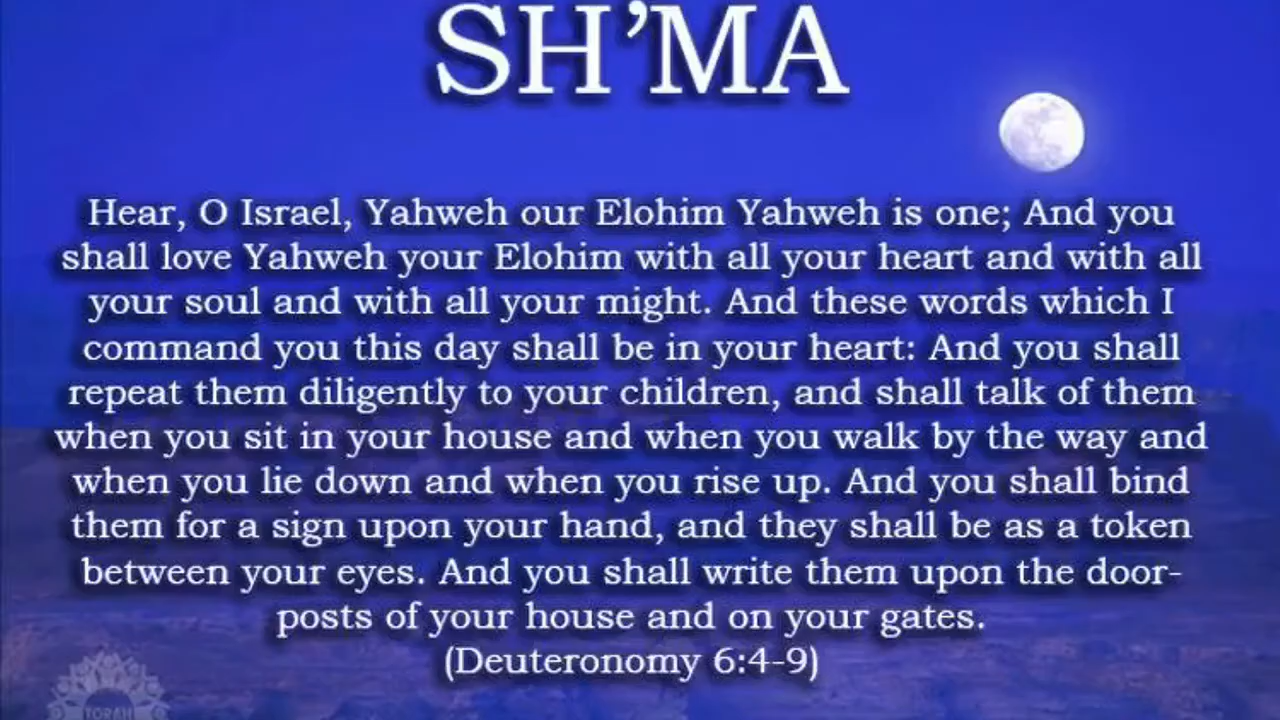 SH’MA
Hear, O Israel, Yahweh our Elohim Yahweh is one; And you
shall love Yahweh your Elohim with all your heart and with all
your soul and with all your might. And these words which I
command you this day shall be in your heart: And you shall
repeat them diligently to your children, and shall talk of them
when you sit in your house and when you walk by the way and
when you lie down and when you rise up. And you shall bind
them for a sign upon your hand, and they shall be as a token
between your eyes. And you shall write them upon the door-
posts of your house and on your gates.
(Deuteronomy 6:4-9)
TORAH